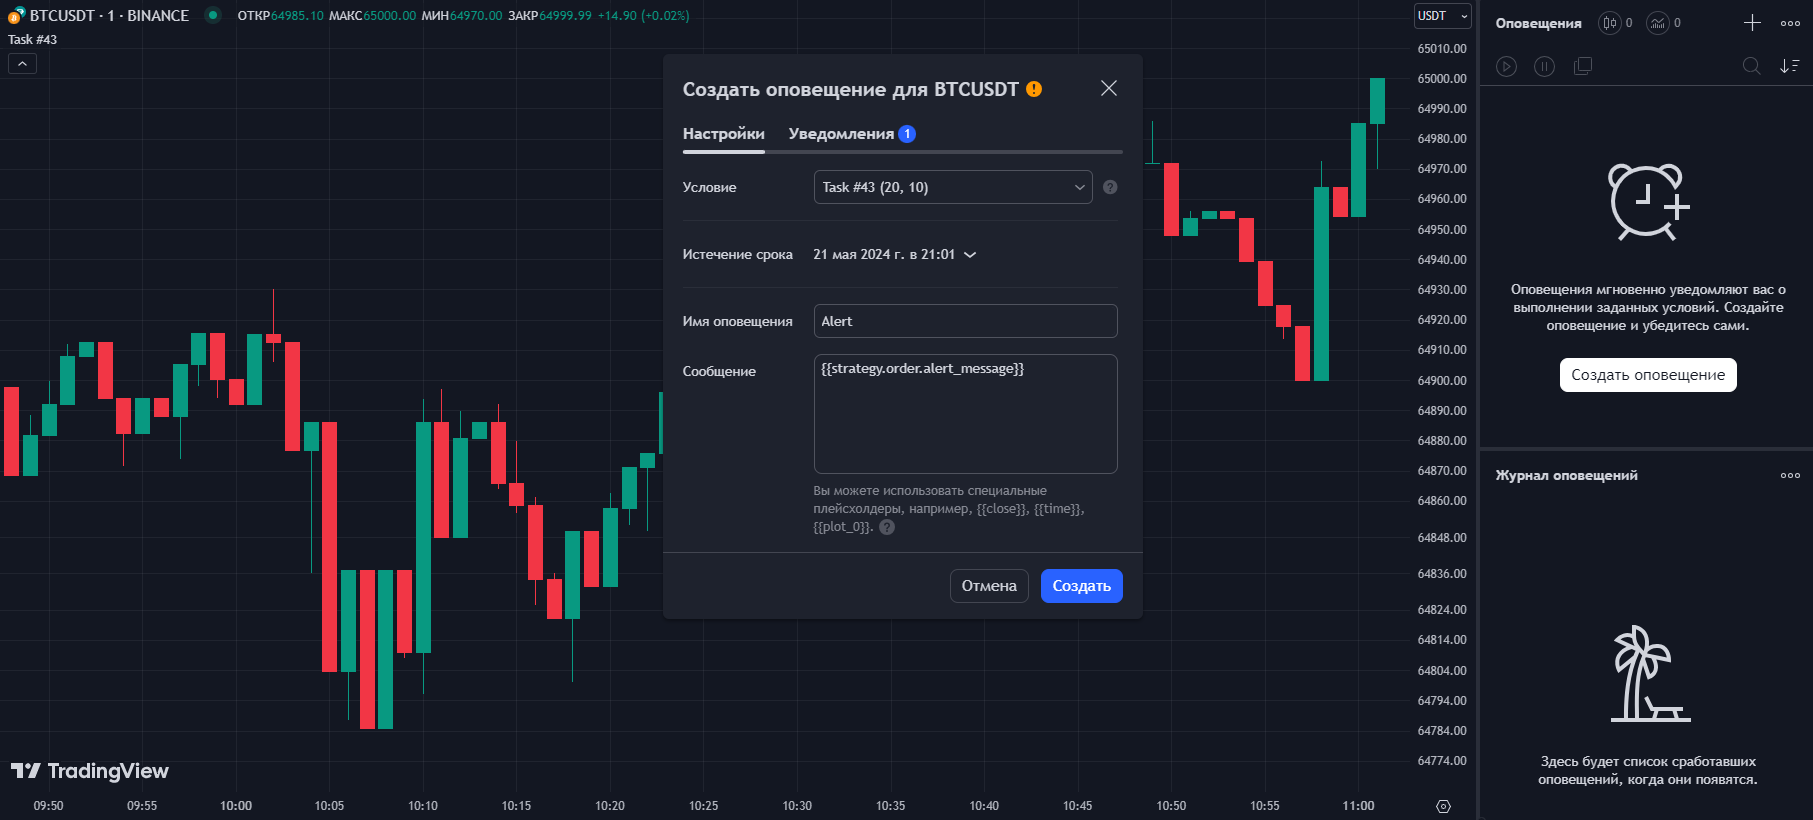 BTCUSDT · 1 · BINANCE ОТКР64985.10 МАКС65000.00 МИН64970.00 ЗАКР64999.99 +14.90 (+0.02%)
Task #43
USDT
65010.00
65000.00
64990.00
64980.00
64970.00
64960.00
64950.00
64940.00
64930.00
64920.00
64910.00
64900.00
64890.00
64880.00
64870.00
64860.00
64848.00
64836.00
64824.00
64814.00
64804.00
64794.00
64784.00
64774.00
09:50 09:55 10:00 10:05 10:10 10:15 10:20 10:25 10:30 10:35 10:40 10:45 10:50 10:55 11:00
TradingView
Создать оповещение для BTCUSDT
Настройки Уведомления 1
Условие Task #43 (20, 10)
Истечение срока 21 мая 2024 г. в 21:01
Имя оповещения Alert
Сообщение {{strategy.order.alert_message}}
Вы можете использовать специальные
плейсхолдеры, например, {{close}}, {{time}},
{{plot_0}}.
Отмена Создать
Оповещения 0 0
Оповещения мгновенно уведомляют вас о
выполнении заданных условий. Создайте
оповещение и убедитесь сами.
Создать оповещение
Журнал оповещений
Здесь будет список сработавших
оповещений, когда они появятся.